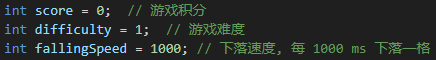 int score = 0;  // 游戏积分
int difficulty = 1;  // 游戏难度
int fallingSpeed = 1000; // 下落速度, 每 1000 ms 下落一格